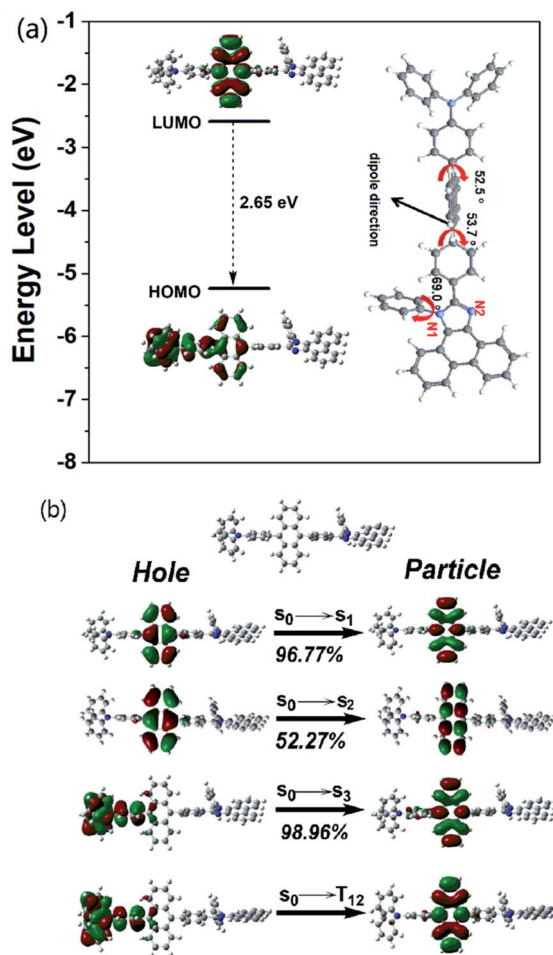 (a)
Energy Level (eV)
-1
-2
-3
-4
-5
-6
-7
-8
LUMO
2.65 eV
HOMO
dipole direction
52.5 °
53.7 °
69.0 °
N1
N2
(b)
Hole
Particle
S₀ → S₁
96.77%
S₀ → S₂
52.27%
S₀ → S₃
98.96%
S₀ → T₁₂